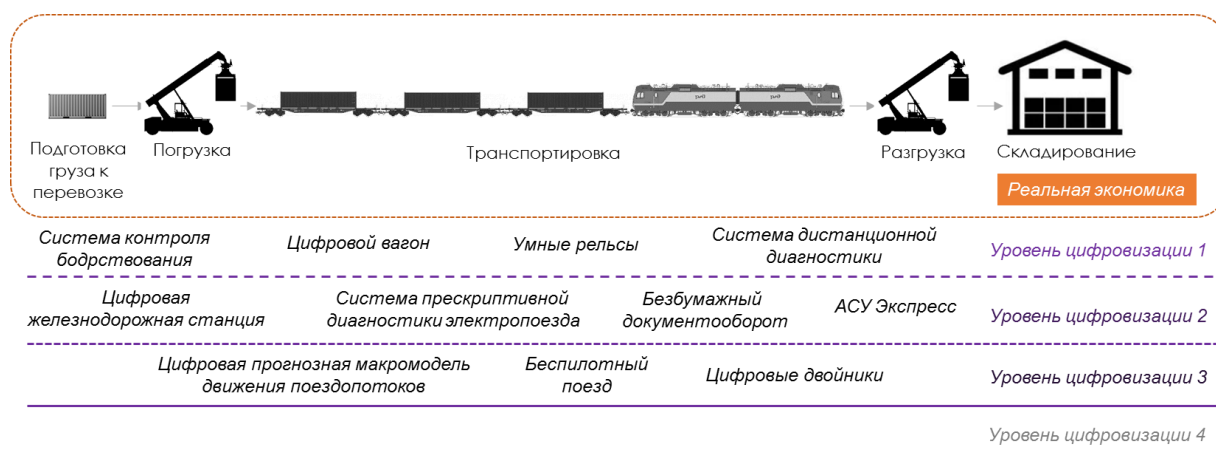 Подготовка
груза к
перевозке
Погрузка
Транспортировка
Разгрузка
Складирование
Реальная экономика
Система контроля
бодрствования
Цифровой вагон
Умные рельсы
Система дистанционной
диагностики
Уровень цифровизации 1
Цифровая
железнодорожная станция
Система прескриптивной
диагностики электропоезда
Безбумажный
документооборот
АСУ Экспресс
Уровень цифровизации 2
Цифровая прогнозная макромодель
движения поездопотоков
Беспилотный
поезд
Цифровые двойники
Уровень цифровизации 3
Уровень цифровизации 4